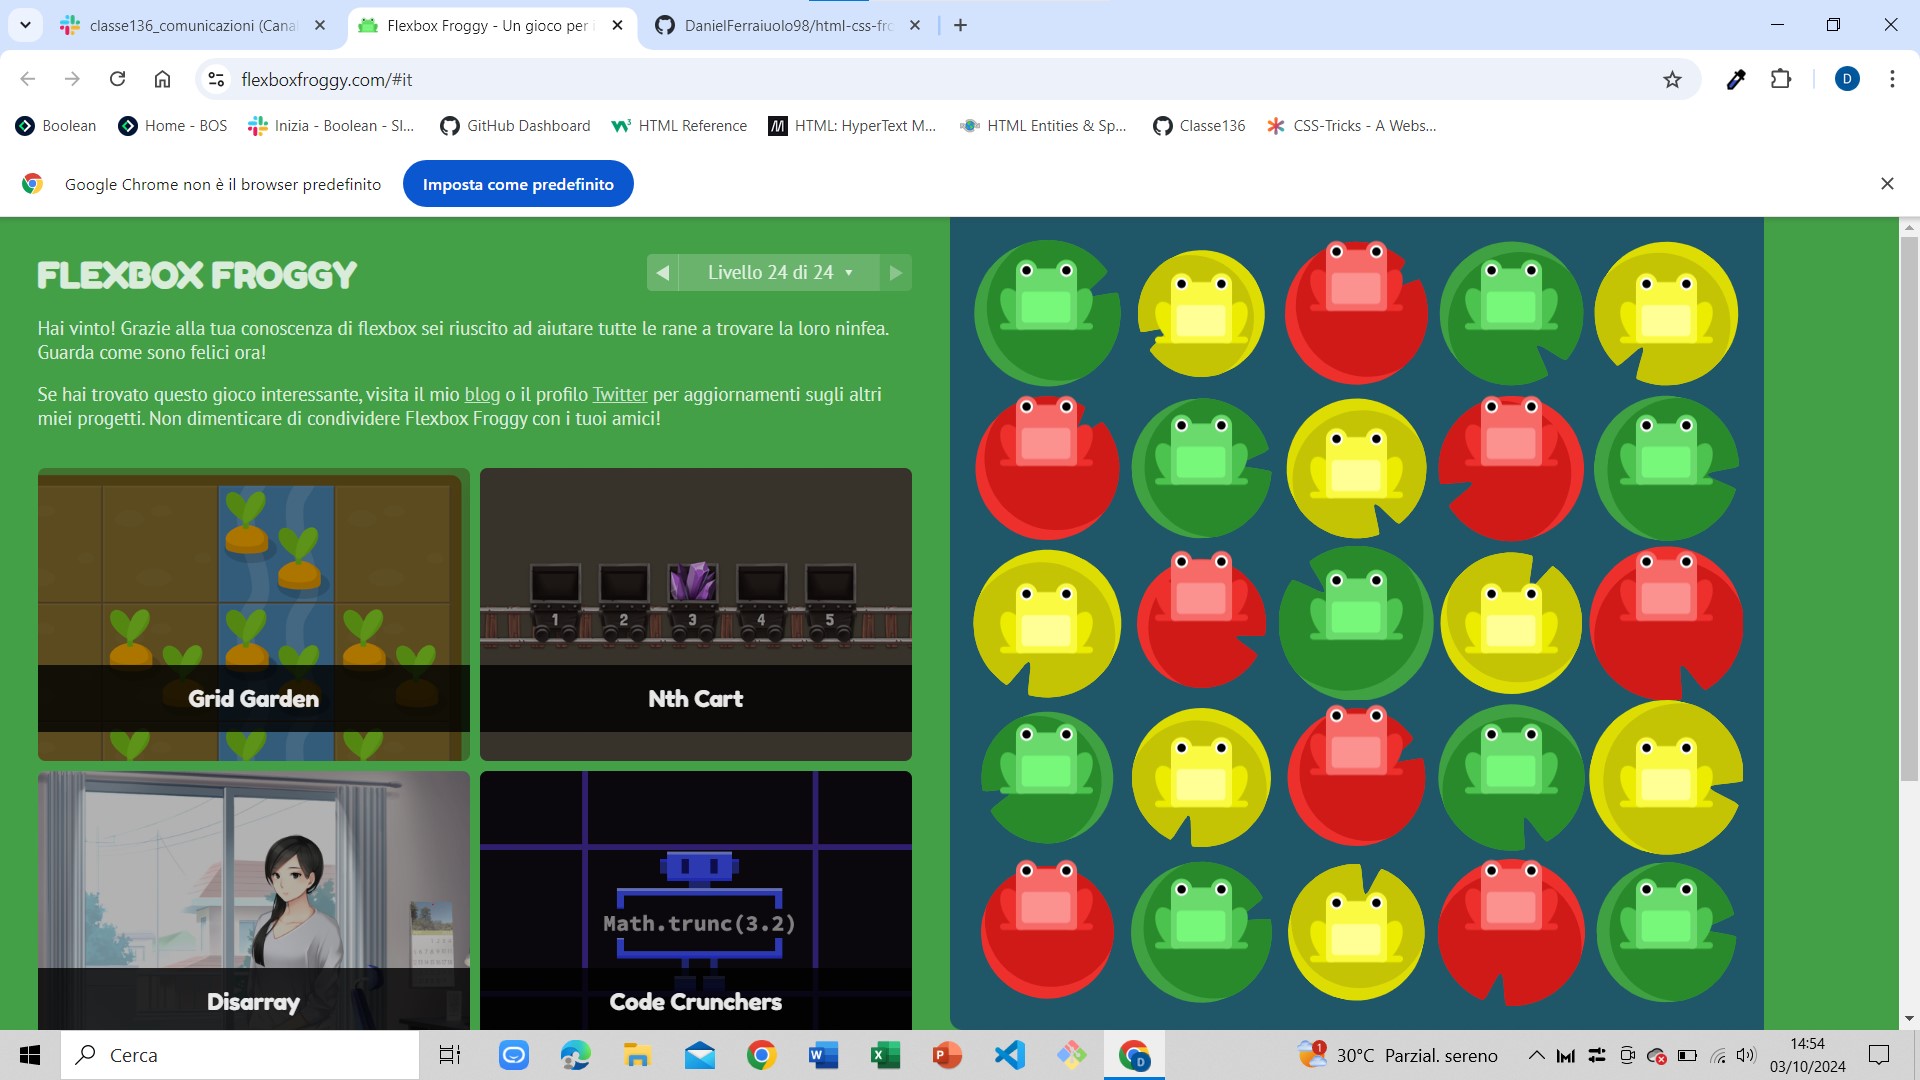 classe136_comunicazioni (Cana
Flexbox Froggy - Un gioco per i
DanielFerraiuolo98/html-css-fro
flexboxfroggy.com/#it
D
Boolean
Home - BOS
Inizia - Boolean - Sl...
GitHub Dashboard
HTML Reference
HTML: HyperText M...
HTML Entities & Sp...
Classe136
CSS-Tricks - A Webs...
Google Chrome non è il browser predefinito
Imposta come predefinito
FLEXBOX FROGGY
Livello 24 di 24
Hai vinto! Grazie alla tua conoscenza di flexbox sei riuscito ad aiutare tutte le rane a trovare la loro ninfea.
Guarda come sono felici ora!
Se hai trovato questo gioco interessante, visita il mio blog o il profilo Twitter per aggiornamenti sugli altri
miei progetti. Non dimenticare di condividere Flexbox Froggy con i tuoi amici!
1 2 3 4 5
Grid Garden
Nth Cart
Math.trunc(3.2)
Disarray
Code Crunchers
Cerca
1
30°C Parzial. sereno
14:54
03/10/2024